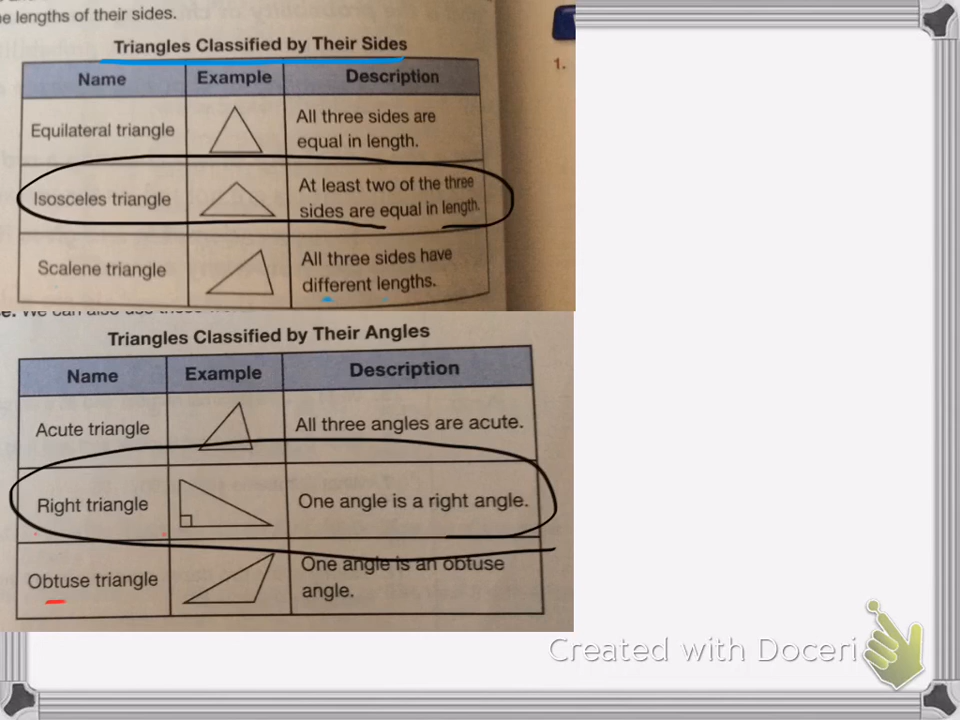 e lengths of their sides.
Triangles Classified by Their Sides
Name Example Description
Equilateral triangle All three sides are
equal in length.
Isosceles triangle At least two of the three
sides are equal in length.
Scalene triangle All three sides have
different lengths.
1.
Triangles Classified by Their Angles
Name Example Description
Acute triangle All three angles are acute.
Right triangle One angle is a right angle.
Obtuse triangle One angle is an obtuse
angle.
Created with Doceri